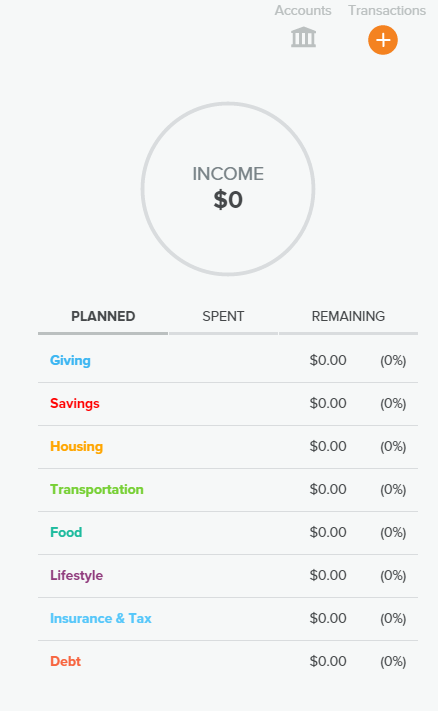 Accounts Transactions
INCOME
$0
PLANNED SPENT REMAINING
Giving $0.00 (0%)
Savings $0.00 (0%)
Housing $0.00 (0%)
Transportation $0.00 (0%)
Food $0.00 (0%)
Lifestyle $0.00 (0%)
Insurance & Tax $0.00 (0%)
Debt $0.00 (0%)